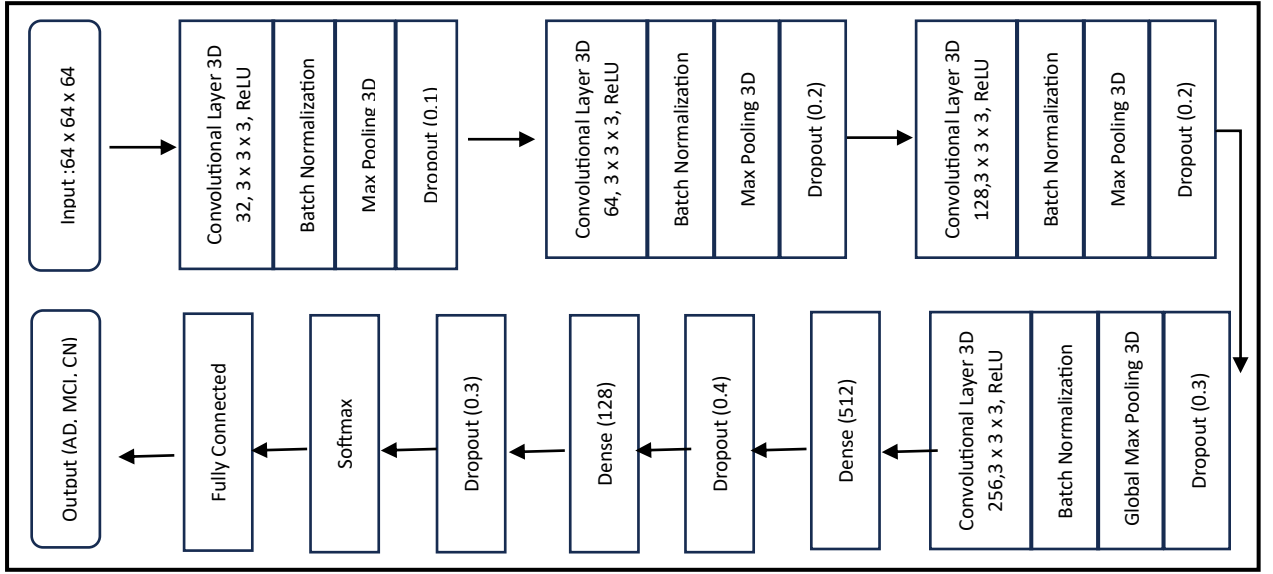 Input :64 x 64 x 64
Convolutional Layer 3D
32, 3 x 3 x 3, ReLU
Batch Normalization
Max Pooling 3D
Dropout (0.1)
Convolutional Layer 3D
64, 3 x 3 x 3, ReLU
Batch Normalization
Max Pooling 3D
Dropout (0.2)
Convolutional Layer 3D
128,3 x 3 x 3, ReLU
Batch Normalization
Max Pooling 3D
Dropout (0.2)
Convolutional Layer 3D
256,3 x 3 x 3, ReLU
Batch Normalization
Global Max Pooling 3D
Dropout (0.3)
Dense (512)
Dropout (0.4)
Dense (128)
Dropout (0.3)
Softmax
Fully Connected
Output (AD, MCI, CN)